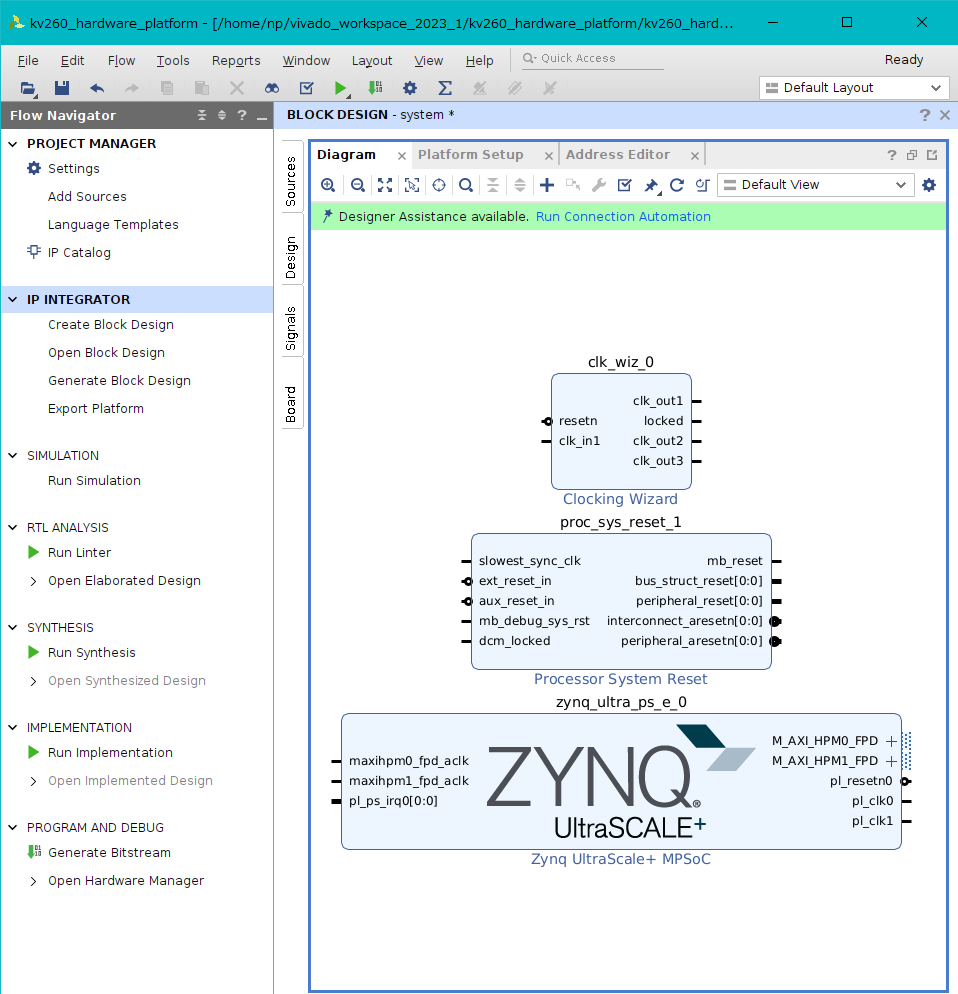 kv260_hardware_platform - [/home/np/vivado_workspace_2023_1/kv260_hardware_platform/kv260_hard...
File Edit Flow Tools Reports Window Layout View Help Quick Access Ready
Default Layout
Flow Navigator
PROJECT MANAGER
Settings
Add Sources
Language Templates
IP Catalog
IP INTEGRATOR
Create Block Design
Open Block Design
Generate Block Design
Export Platform
SIMULATION
Run Simulation
RTL ANALYSIS
Run Linter
Open Elaborated Design
SYNTHESIS
Run Synthesis
Open Synthesized Design
IMPLEMENTATION
Run Implementation
Open Implemented Design
PROGRAM AND DEBUG
Generate Bitstream
Open Hardware Manager
BLOCK DESIGN - system *
Sources
Design
Signals
Board
Diagram Platform Setup Address Editor
Default View
Designer Assistance available. Run Connection Automation
clk_wiz_0
clk_out1
resetn locked
clk_in1 clk_out2
clk_out3
Clocking Wizard
proc_sys_reset_1
slowest_sync_clk mb_reset
ext_reset_in bus_struct_reset[0:0]
aux_reset_in peripheral_reset[0:0]
mb_debug_sys_rst interconnect_aresetn[0:0]
dcm_locked peripheral_aresetn[0:0]
Processor System Reset
zynq_ultra_ps_e_0
M_AXI_HPM0_FPD
maxihpm0_fpd_aclk M_AXI_HPM1_FPD
maxihpm1_fpd_aclk pl_resetn0
pl_ps_irq0[0:0] pl_clk0
pl_clk1
ZYNQ®
UltraSCALE+
Zynq UltraScale+ MPSoC